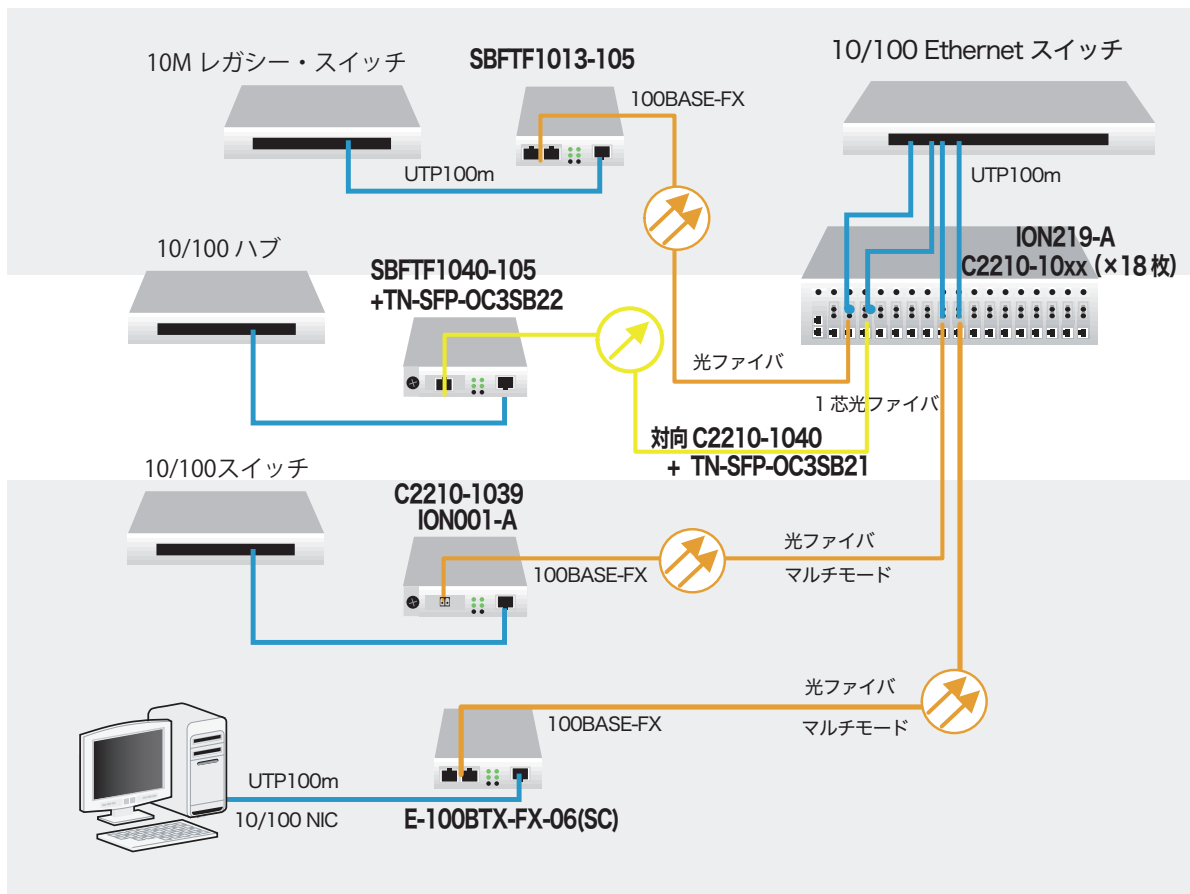 10M レガシー・スイッチ
SBFTF1013-105
100BASE-FX
UTP100m
10/100 Ethernet スイッチ
UTP100m
ION219-A
C2210-10xx (×18 枚)
10/100 ハブ
SBFTF1040-105
+TN-SFP-OC3SB22
光ファイバ
1 芯光ファイバ
対向 C2210-1040
+ TN-SFP-OC3SB21
10/100スイッチ
C2210-1039
ION001-A
100BASE-FX
光ファイバ
マルチモード
光ファイバ
マルチモード
100BASE-FX
UTP100m
10/100 NIC
E-100BTX-FX-06(SC)